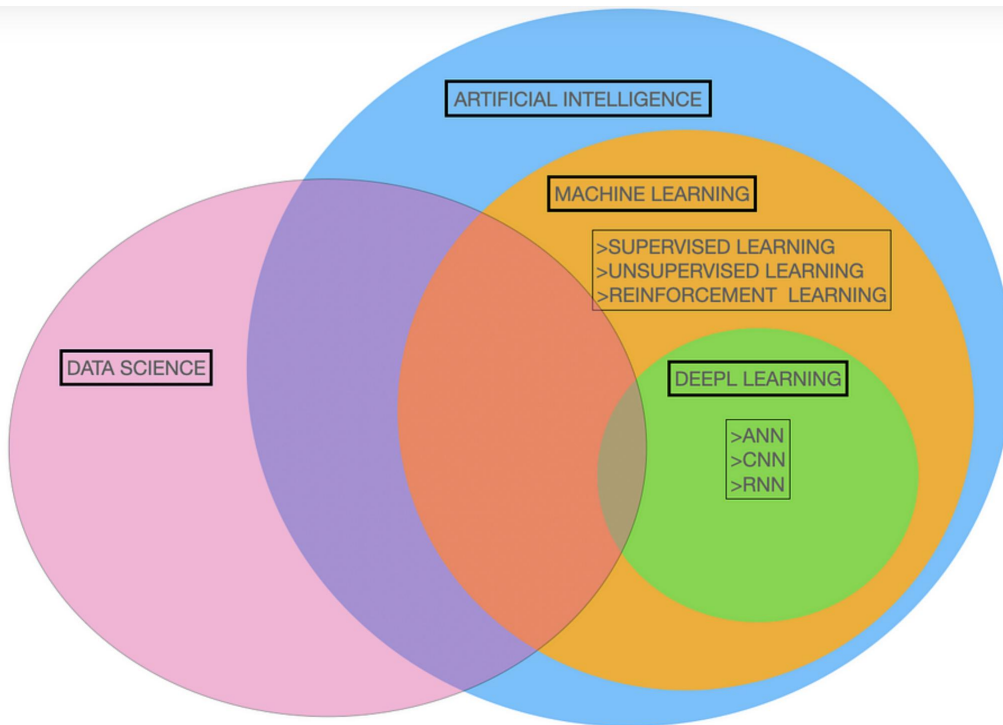 ARTIFICIAL INTELLIGENCE
MACHINE LEARNING
>SUPERVISED LEARNING
>UNSUPERVISED LEARNING
>REINFORCEMENT LEARNING
DATA SCIENCE
DEEPL LEARNING
>ANN
>CNN
>RNN